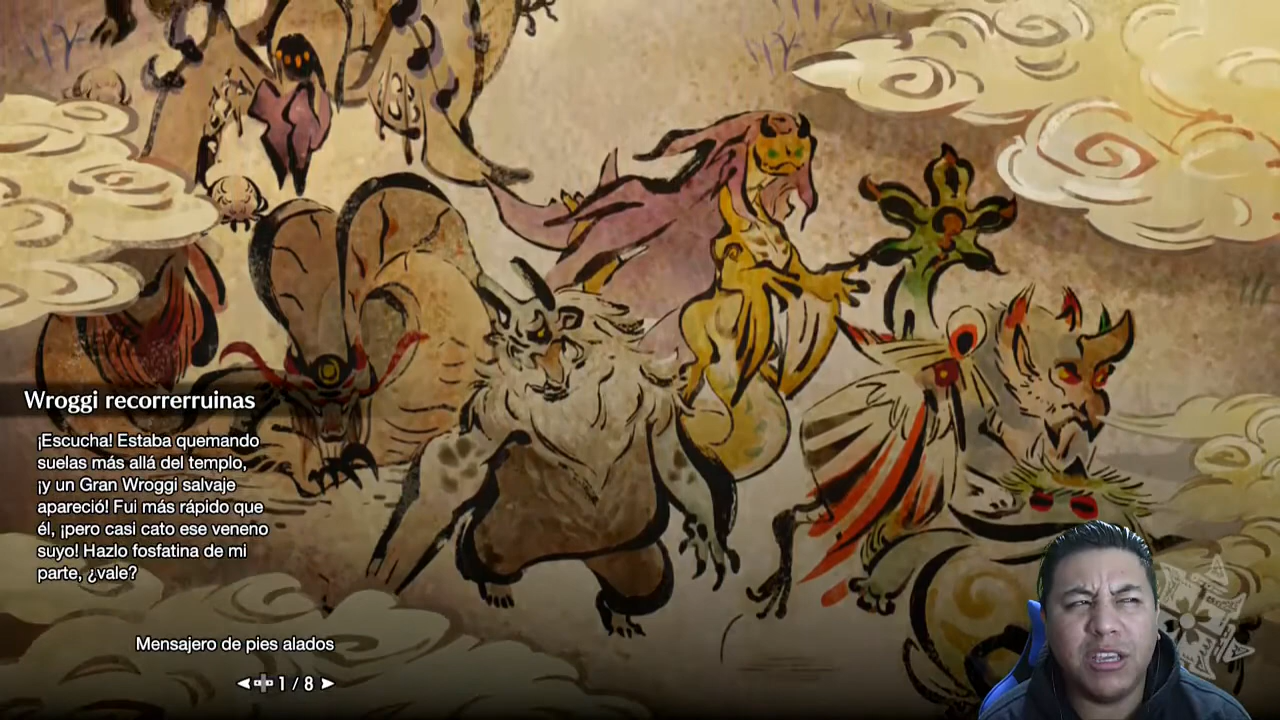 Wroggi recorrerruinas
¡Escucha! Estaba quemando
suelas más allá del templo,
¡y un Gran Wroggi salvaje
apareció! Fui más rápido que
él, ¡pero casi cato ese veneno
suyo! Hazlo fosfatina de mi
parte, ¿vale?
Mensajero de pies alados
1 / 8